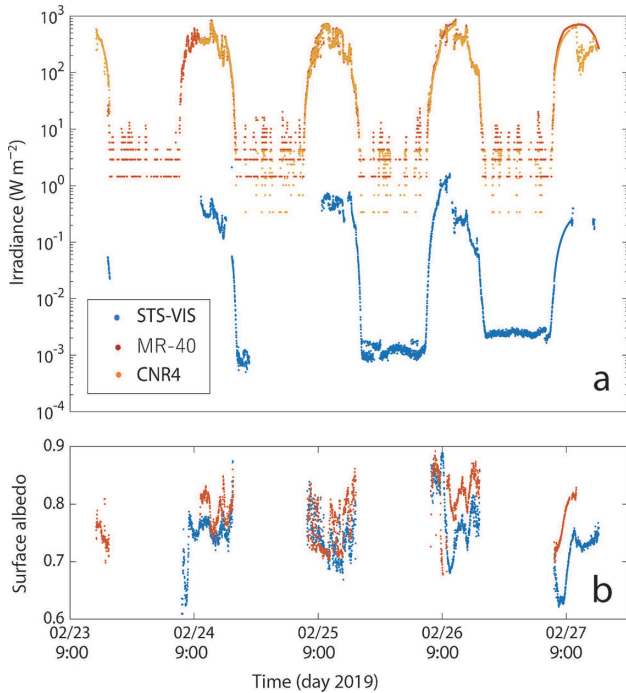 10³
10²
10¹
10⁰
10⁻¹
10⁻²
10⁻³
10⁻⁴
Irradiance (W m⁻²)
STS-VIS
MR-40
CNR4
a
0.9
0.8
0.7
0.6
Surface albedo
b
02/23 02/24 02/25 02/26 02/27
9:00 9:00 9:00 9:00 9:00
Time (day 2019)